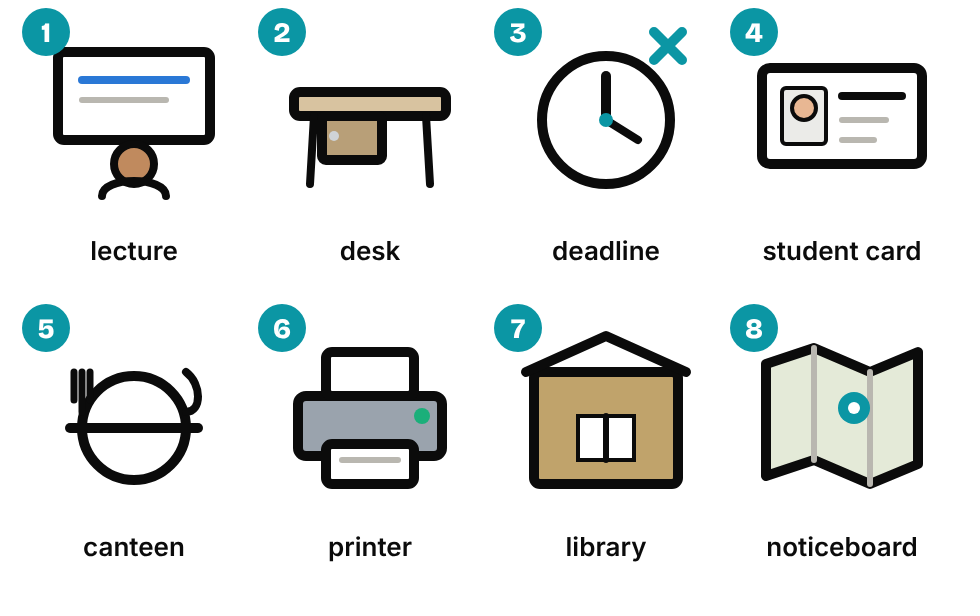 1
2
3
4
lecture
desk
deadline
student card
5
6
7
8
canteen
printer
library
noticeboard